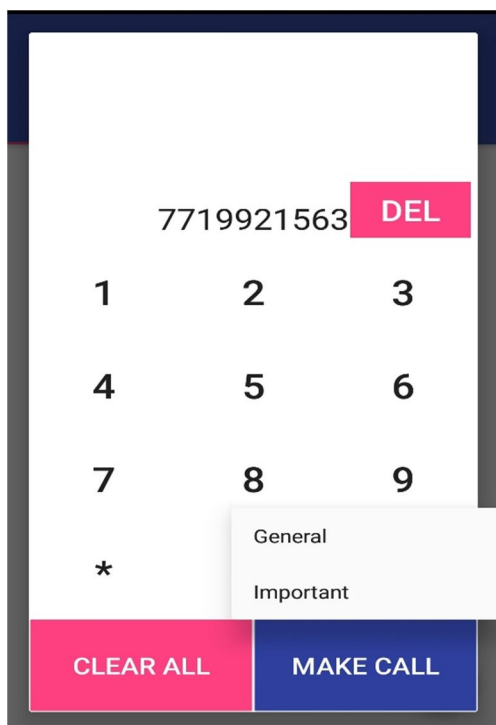 7719921563 DEL
1 2 3
4 5 6
7 8 9
General
*
Important
CLEAR ALL MAKE CALL